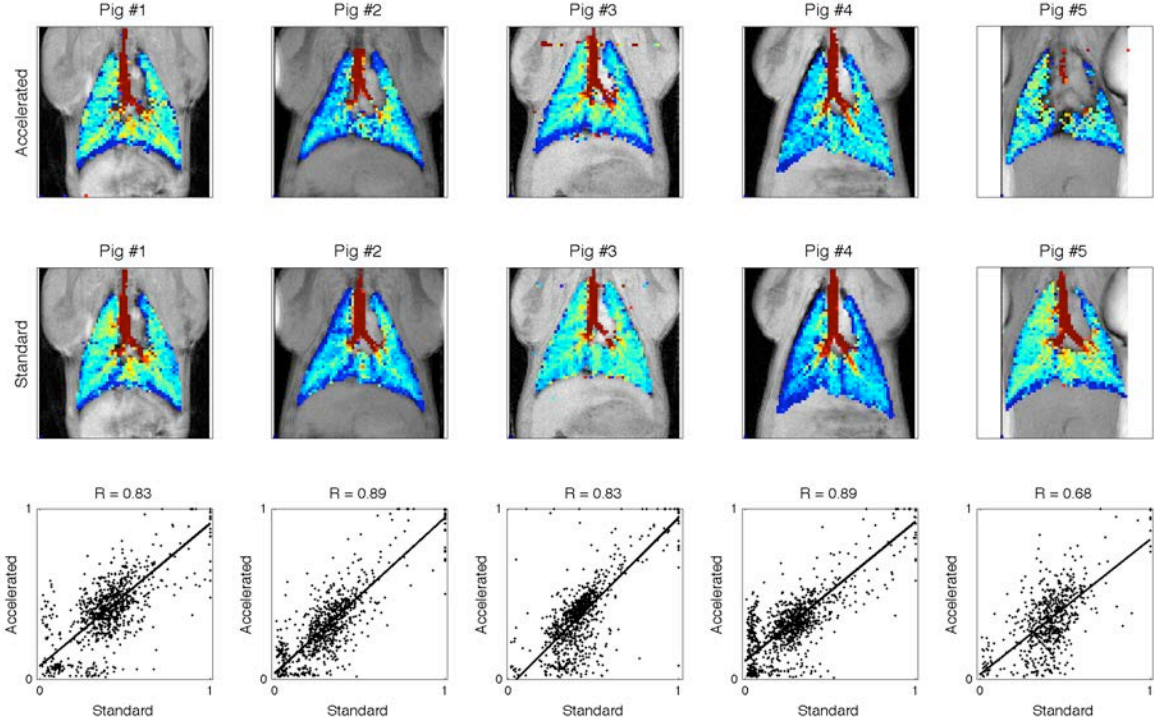 Pig #1 Pig #2 Pig #3 Pig #4 Pig #5
Accelerated
Pig #1 Pig #2 Pig #3 Pig #4 Pig #5
Standard
R = 0.83 R = 0.89 R = 0.83 R = 0.89 R = 0.68
1 1 1 1 1
Accelerated Accelerated Accelerated Accelerated Accelerated
0 0 0 0 0
0 1 0 1 0 1 0 1 0 1
Standard Standard Standard Standard Standard